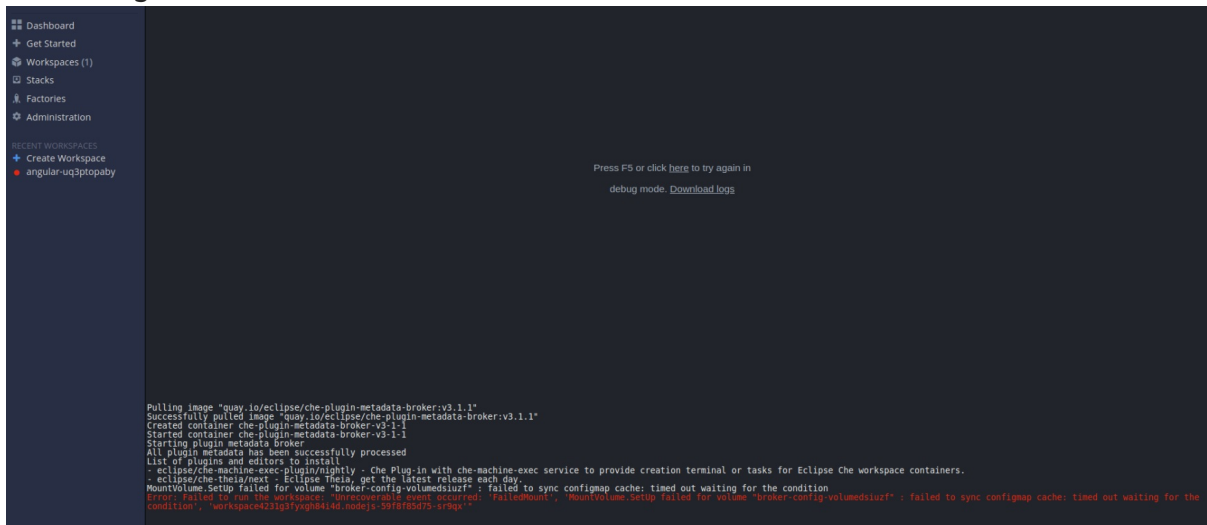 Dashboard
Get Started
Workspaces (1)
Stacks
Factories
Administration
RECENT WORKSPACES
Create Workspace
angular-uq3ptopaby
Press F5 or click here to try again in
debug mode. Download logs
Pulling image "quay.io/eclipse/che-plugin-metadata-broker:v3.1.1"
Successfully pulled image "quay.io/eclipse/che-plugin-metadata-broker:v3.1.1"
Created container che-plugin-metadata-broker-v3-1-1
Started container che-plugin-metadata-broker-v3-1-1
Starting plugin metadata broker
All plugin metadata has been successfully processed
List of plugins and editors to install
- eclipse/che-machine-exec-plugin/nightly - Che Plug-in with che-machine-exec service to provide creation terminal or tasks for Eclipse Che workspace containers.
- eclipse/che-theia/next - Eclipse Theia, get the latest release each day.
MountVolume.SetUp failed for volume "broker-config-volumedsiuzf" : failed to sync configmap cache: timed out waiting for the condition
Error: Failed to run the workspace: "Unrecoverable event occurred: 'FailedMount', 'MountVolume.SetUp failed for volume "broker-config-volumedsiuzf" : failed to sync configmap cache: timed out waiting for the
condition', 'workspace4231g3fyxgh84i4d.nodejs-59f8f85d75-sr9qx'"